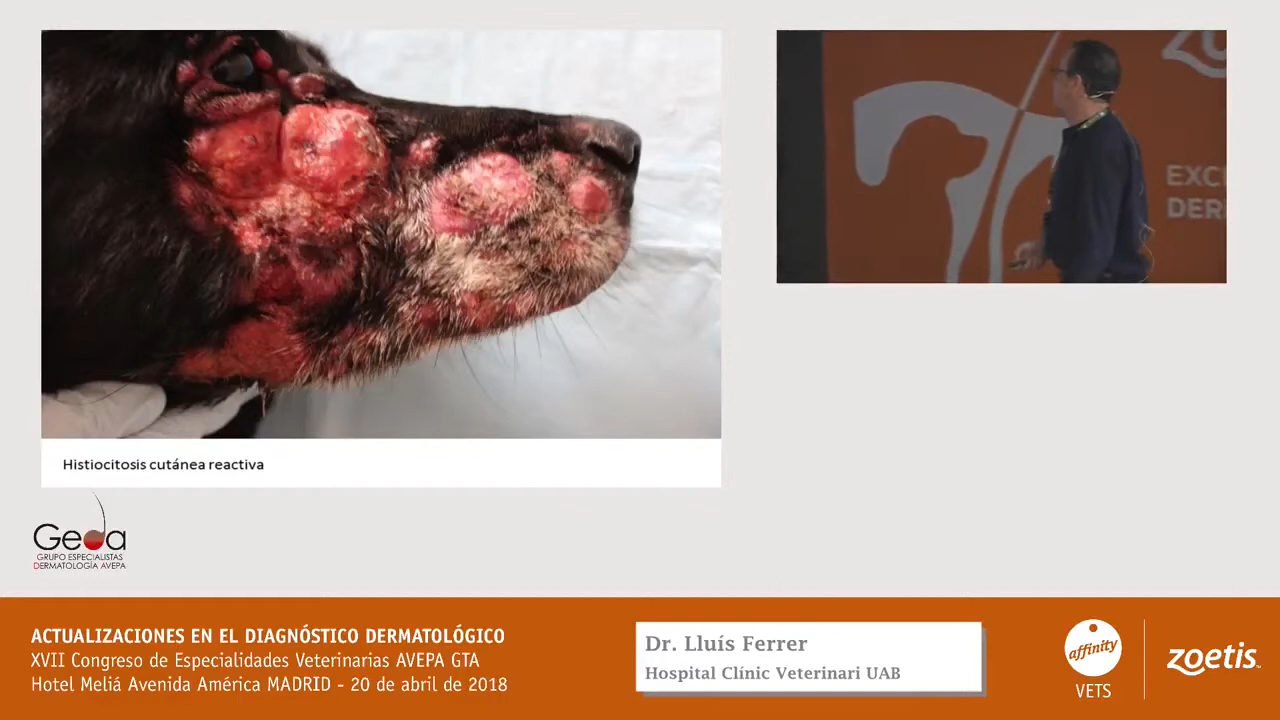 Histiocitosis cutánea reactiva
EXC
DER
Geda
GRUPO ESPECIALISTAS
DERMATOLOGÍA AVEPA
ACTUALIZACIONES EN EL DIAGNÓSTICO DERMATOLÓGICO
XVII Congreso de Especialidades Veterinarias AVEPA GTA
Hotel Meliá Avenida América MADRID - 20 de abril de 2018
Dr. Lluís Ferrer
Hospital Clínic Veterinari UAB
affinity
VETS
zoetis